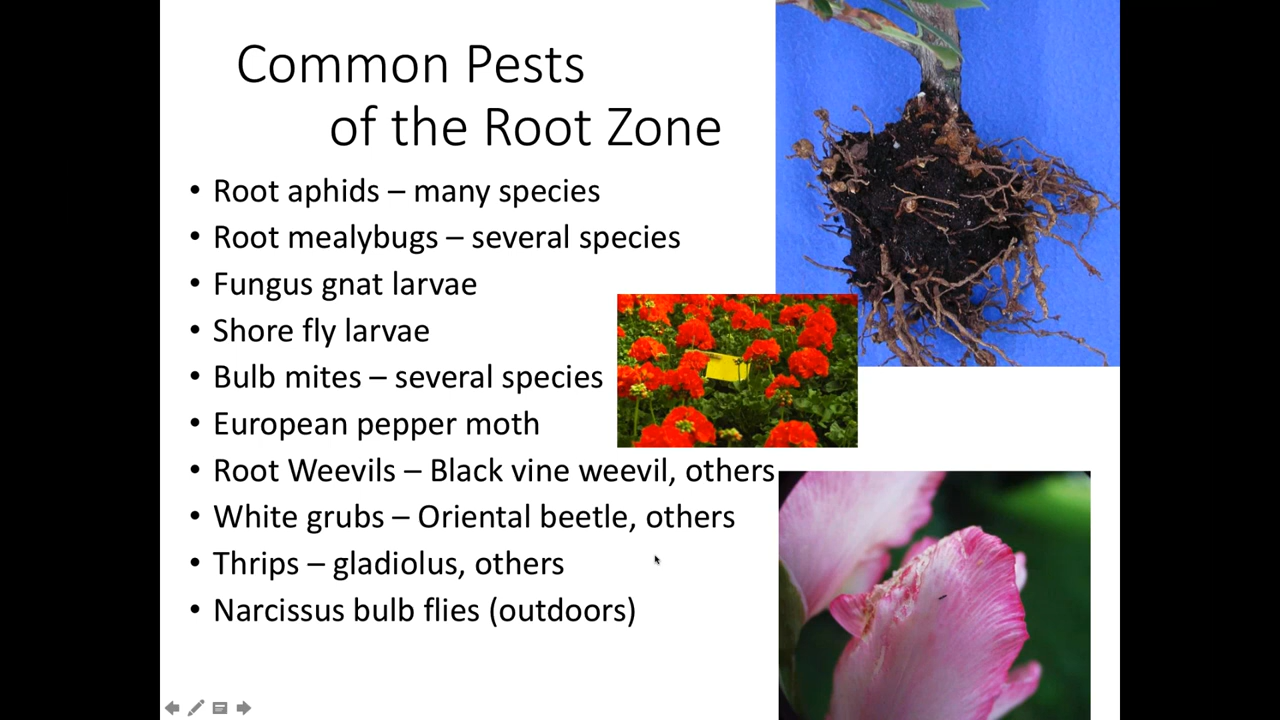 Common Pests
of the Root Zone
• Root aphids – many species
• Root mealybugs – several species
• Fungus gnat larvae
• Shore fly larvae
• Bulb mites – several species
• European pepper moth
• Root Weevils – Black vine weevil, others
• White grubs – Oriental beetle, others
• Thrips – gladiolus, others
• Narcissus bulb flies (outdoors)